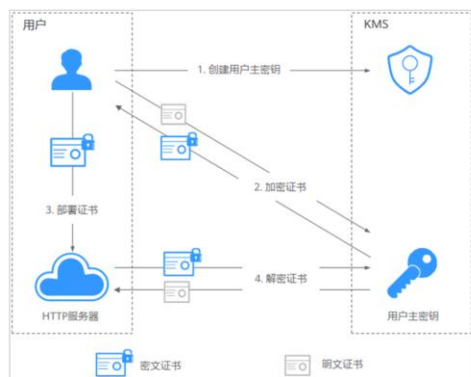 用户
KMS
1. 创建用户主密钥
2. 加密证书
3. 部署证书
4. 解密证书
HTTP服务器
用户主密钥
密文证书
明文证书